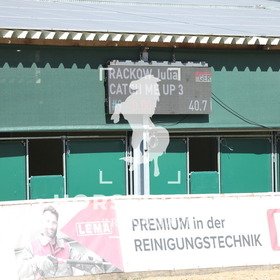 RACKOW Julia
CATCH ME UP 3
40.7
PREMIUM in der
REINIGUNGSTECHNIK